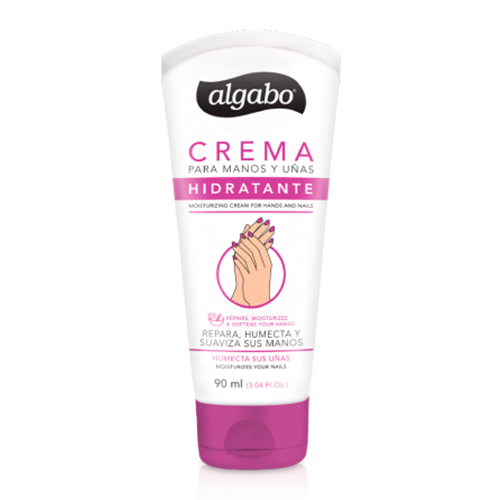 algabo®
CREMA
PARA MANOS Y UÑAS
HIDRATANTE
MOISTURIZING CREAM FOR HANDS AND NAILS
REPAIRS, MOISTURIZES
& SOFTENS YOUR HANDS.
REPARA, HUMECTA Y
SUAVIZA SUS MANOS
HUMECTA SUS UÑAS
MOISTURIZES YOUR NAILS
90 ml (3.04 Fl.Oz.)